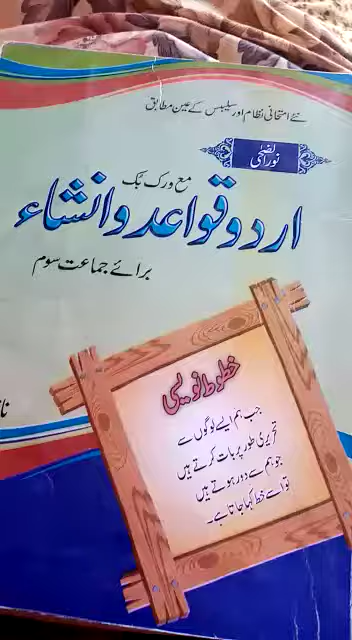 نئے امتحانی نظام اور سیلیبس کے عین مطابق
نورالضحیٰ
مع ورک بک
اردو قواعد و انشاء
برائے جماعت سوم
خطوط نویسی
جب ہم ایسے لوگوں سے
تحریری طور پر بات کرتے ہیں
جو ہم سے دور ہوتے ہیں
تو اسے خط کہا جاتا ہے۔